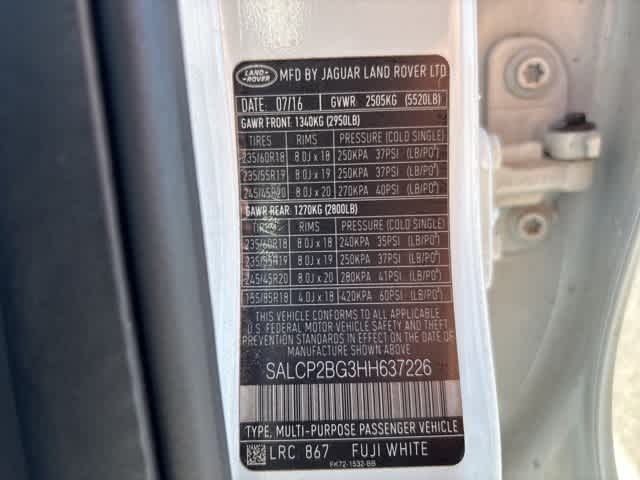 LAND ROVER MFD BY JAGUAR LAND ROVER LTD
DATE 07/16 GVWR 2505KG (5520LB)
GAWR FRONT 1340KG (2950LB)
TIRES RIMS PRESSURE (COLD SINGLE)
235/60R18 8.0J x 18 250KPA 37PSI (LB/PO²)
235/55R19 8.0J x 19 250KPA 37PSI (LB/PO²)
245/45R20 8.0J x 20 270KPA 40PSI (LB/PO²)
GAWR REAR: 1270KG (2800LB)
TIRES RIMS PRESSURE (COLD SINGLE)
235/60R18 8.0J x 18 240KPA 35PSI (LB/PO²)
235/55R19 8.0J x 19 250KPA 37PSI (LB/PO²)
245/45R20 8.0J x 20 280KPA 41PSI (LB/PO²)
4.0J x 18 420KPA 60PSI (LB/PO²)
THIS VEHICLE CONFORMS TO ALL APPLICABLE
U.S. FEDERAL MOTOR VEHICLE SAFETY AND THEFT
PREVENTION STANDARDS IN EFFECT ON THE DATE
OF MANUFACTURE SHOWN ABOVE.
SALCP2BG3HH637226
TYPE, MULTI-PURPOSE PASSENGER VEHICLE
LRC 867 FUJI WHITE
FK72-1532-BB